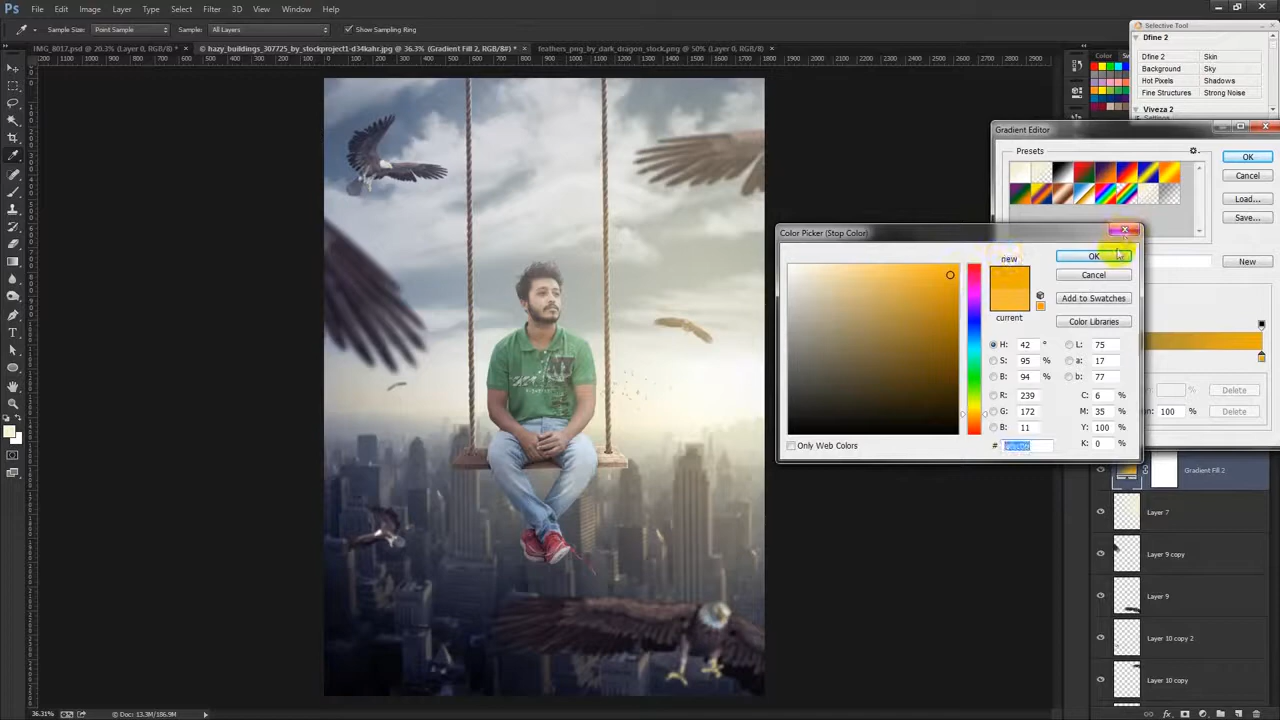 Ps File Edit Image Layer Type Select Filter 3D View Window Help
Sample Size: Point Sample Sample: All Layers Show Sampling Ring
IMG_8017.psd @ 20.3% (Layer 0, RGB/8) * × © hazy_buildings_307725_by_stockproject1-d34kahr.jpg @ 36.3% (Gradient Fill 2, RGB/8#) * × feathers_png_by_dark_dragon_stock.png @ 50% (Layer 0, RGB/8) ×
Selective Tool
Dfine 2
Dfine 2 Skin
Background Sky
Hot Pixels Shadows
Fine Structures Strong Noise
Viveza 2
Color
Gradient Editor
Presets
OK
Cancel
Load...
Save...
New
Delete
100 %
Delete
Color Picker (Stop Color)
new
current
OK
Cancel
Add to Swatches
Color Libraries
H: 42 ° L: 75
S: 95 % a: 17
B: 94 % b: 77
R: 239 C: 6 %
G: 172 M: 35 %
B: 11 Y: 100 %
# K: 0 %
Only Web Colors
Gradient Fill 2
Layer 7
Layer 9 copy
Layer 9
Layer 10 copy 2
Layer 10 copy
36.31% Doc: 13.3M/186.9M